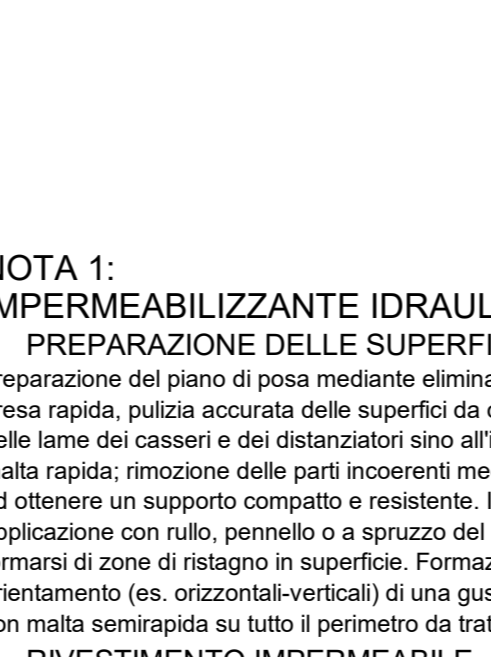 NOTA 1:
IMPERMEABILIZZANTE IDRAUL
PREPARAZIONE DELLE SUPERFI
reparazione del piano di posa mediante elimina
resa rapida, pulizia accurata delle superfici da
elle lame dei casseri e dei distanziatori sino all'i
alta rapida; rimozione delle parti incoerenti me
d ottenere un supporto compatto e resistente.
pplicazione con rullo, pennello o a spruzzo del
rmarsi di zone di ristagno in superficie. Formaz
rientamento (es. orizzontali-verticali) di una gus
on malta semirapida su tutto il perimetro da trat
RIVESTIMENTO IMPERMEABILE